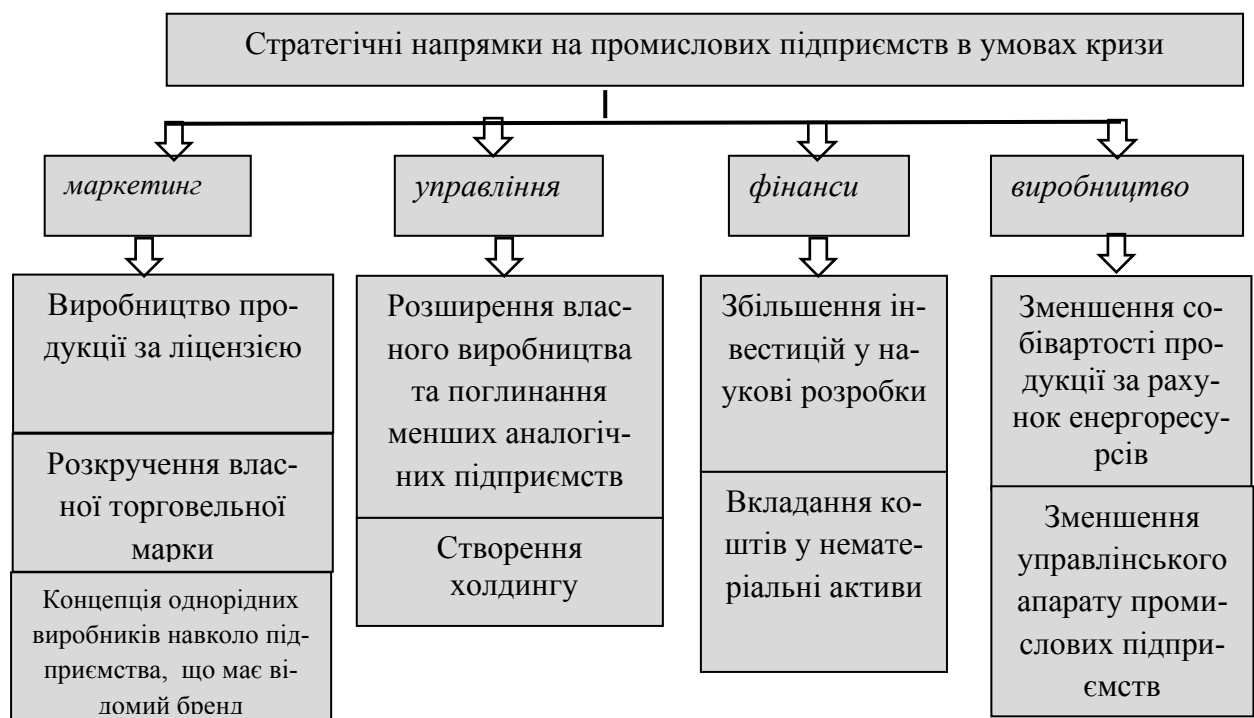 Стратегічні напрямки на промислових підприємств в умовах кризи
маркетинг
управління
фінанси
виробництво
Виробництво про-
дукції за ліцензією
Розкручення влас-
ної торговельної
марки
Концепція однорідних
виробників навколо під-
приємства, що має ві-
домий бренд
Розширення влас-
ного виробництва
та поглинання
менших аналогіч-
них підприємств
Створення
холдингу
Збільшення ін-
вестицій у на-
укові розробки
Вкладання ко-
штів у немате-
ріальні активи
Зменшення со-
бівартості про-
дукції за раху-
нок енергоресу-
рсів
Зменшення
управлінського
апарату проми-
слових підпри-
ємств